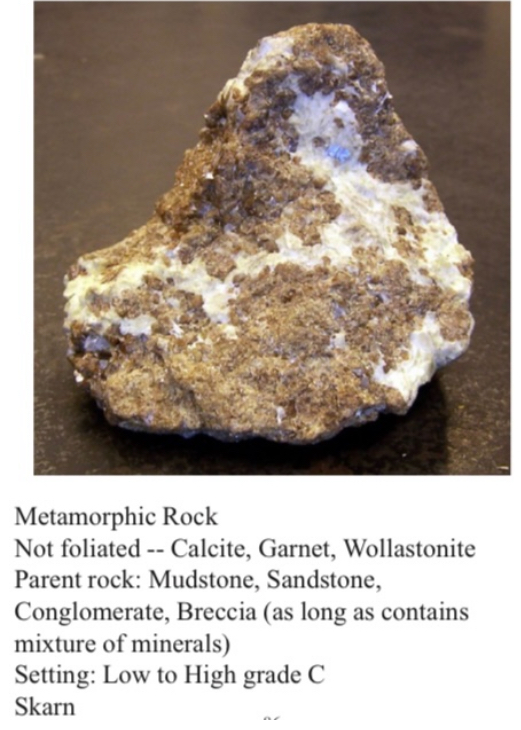 Metamorphic Rock
Not foliated -- Calcite, Garnet, Wollastonite
Parent rock: Mudstone, Sandstone,
Conglomerate, Breccia (as long as contains
mixture of minerals)
Setting: Low to High grade C
Skarn